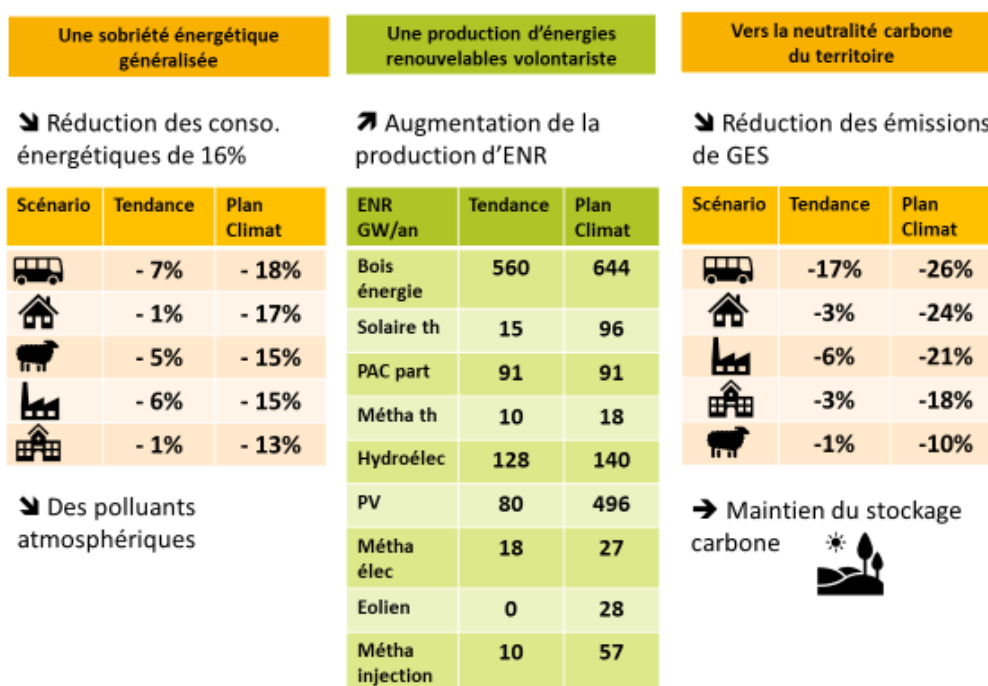 Une sobriété énergétique
généralisée
➘ Réduction des conso.
énergétiques de 16%
Scénario Tendance Plan
Climat
- 7% - 18%
- 1% - 17%
- 5% - 15%
- 6% - 15%
- 1% - 13%
➘ Des polluants
atmosphériques
Une production d'énergies
renouvelables volontariste
➚ Augmentation de la
production d'ENR
ENR Tendance Plan
GW/an Climat
Bois 560 644
énergie
Solaire th 15 96
PAC part 91 91
Métha th 10 18
Hydroélec 128 140
PV 80 496
Métha 18 27
élec
Eolien 0 28
Métha 10 57
injection
Vers la neutralité carbone
du territoire
➘ Réduction des émissions
de GES
Scénario Tendance Plan
Climat
-17% -26%
-3% -24%
-6% -21%
-3% -18%
-1% -10%
➔ Maintien du stockage
carbone